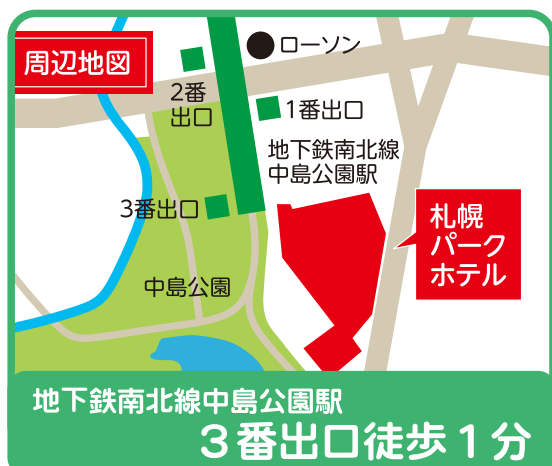 周辺地図
ローソン
2番
出口
1番出口
地下鉄南北線
中島公園駅
3番出口
札幌
パーク
ホテル
中島公園
地下鉄南北線中島公園駅
3番出口徒歩1分